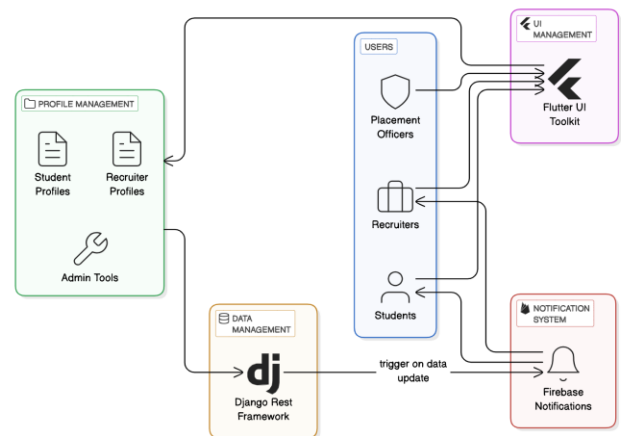 UI
MANAGEMENT
Flutter UI
Toolkit
USERS
Placement
Officers
Recruiters
Students
PROFILE MANAGEMENT
Student
Profiles
Recruiter
Profiles
Admin Tools
DATA
MANAGEMENT
dj
Django Rest
Framework
trigger on data
update
NOTIFICATION
SYSTEM
Firebase
Notifications